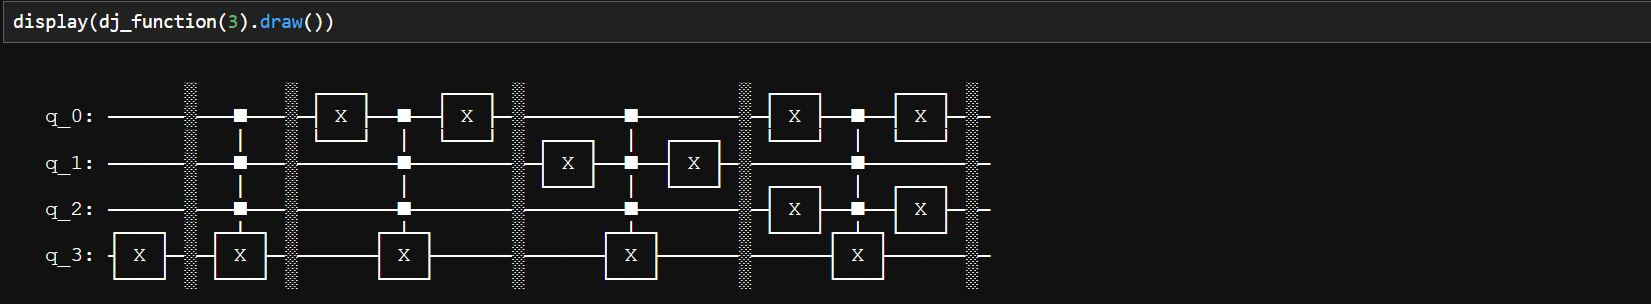 display(dj_function(3).draw())
q_0: X X X X
q_1: X X
q_2: X X
q_3: X X X X X